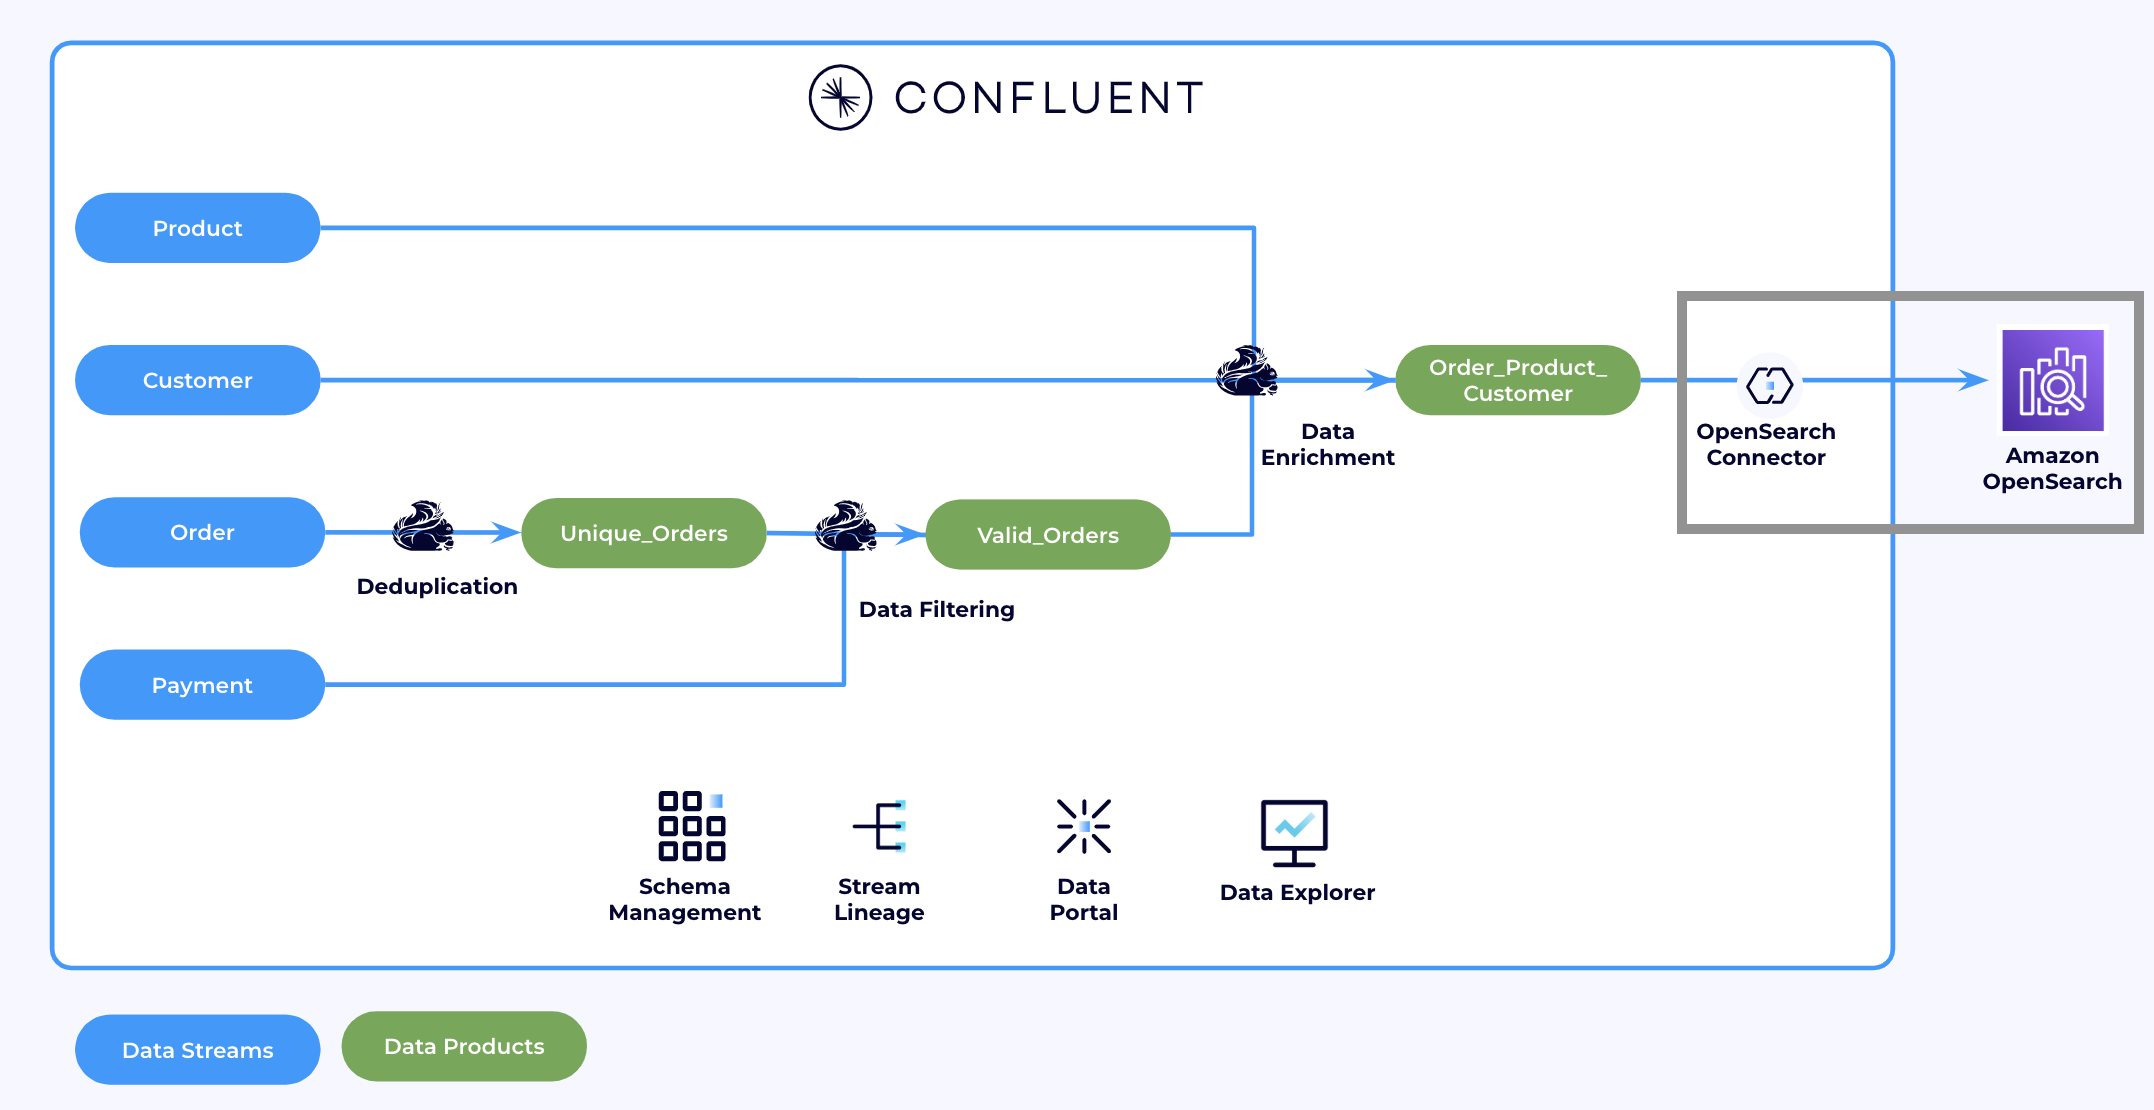 CONFLUENT
Product
Customer
Order_Product_
Customer
Data
Enrichment
OpenSearch
Connector
Amazon
OpenSearch
Order
Deduplication
Unique_Orders
Valid_Orders
Data Filtering
Payment
Schema
Management
Stream
Lineage
Data
Portal
Data Explorer
Data Streams
Data Products